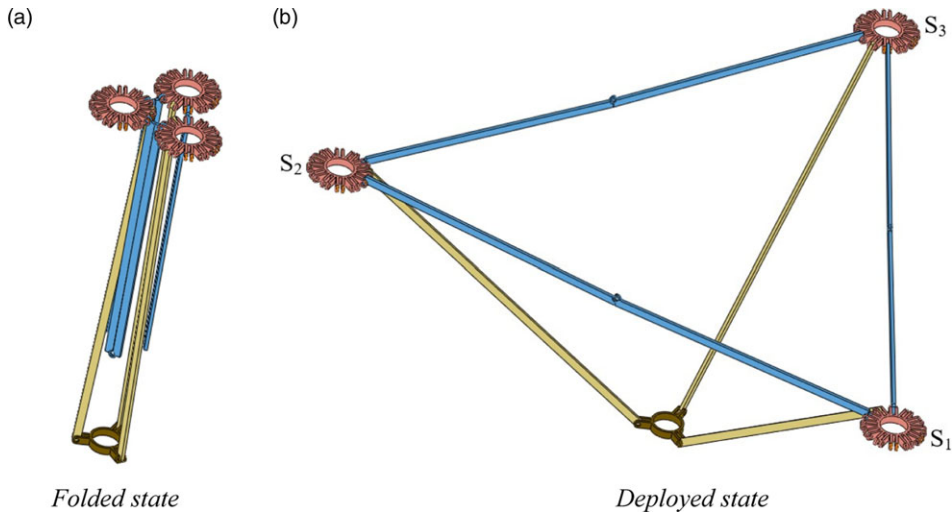 (a)
(b)
S₃
S₂
S₁
Folded state
Deployed state